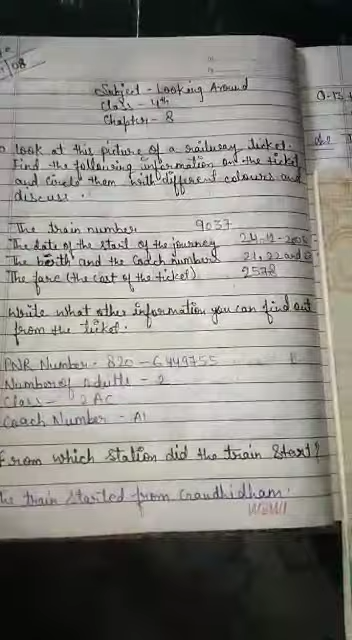 Subject - Looking Around
Class - 4th
Chapter - 8
Look at this picture of a railway ticket.
Find the following information on the ticket
and circle them with different colours and
discuss.
The train number 9037
The date of the start of the journey
The berth and the Coach number 21, 22 and
The fare (the cost of the ticket) 2578
Write what other information you can find out
from the ticket.
PNR Number - 820 - 6449755
Number of adults - 2
Class - 2 AC
Coach Number - A1
From which station did the train start?
The train started from Gandhidham.